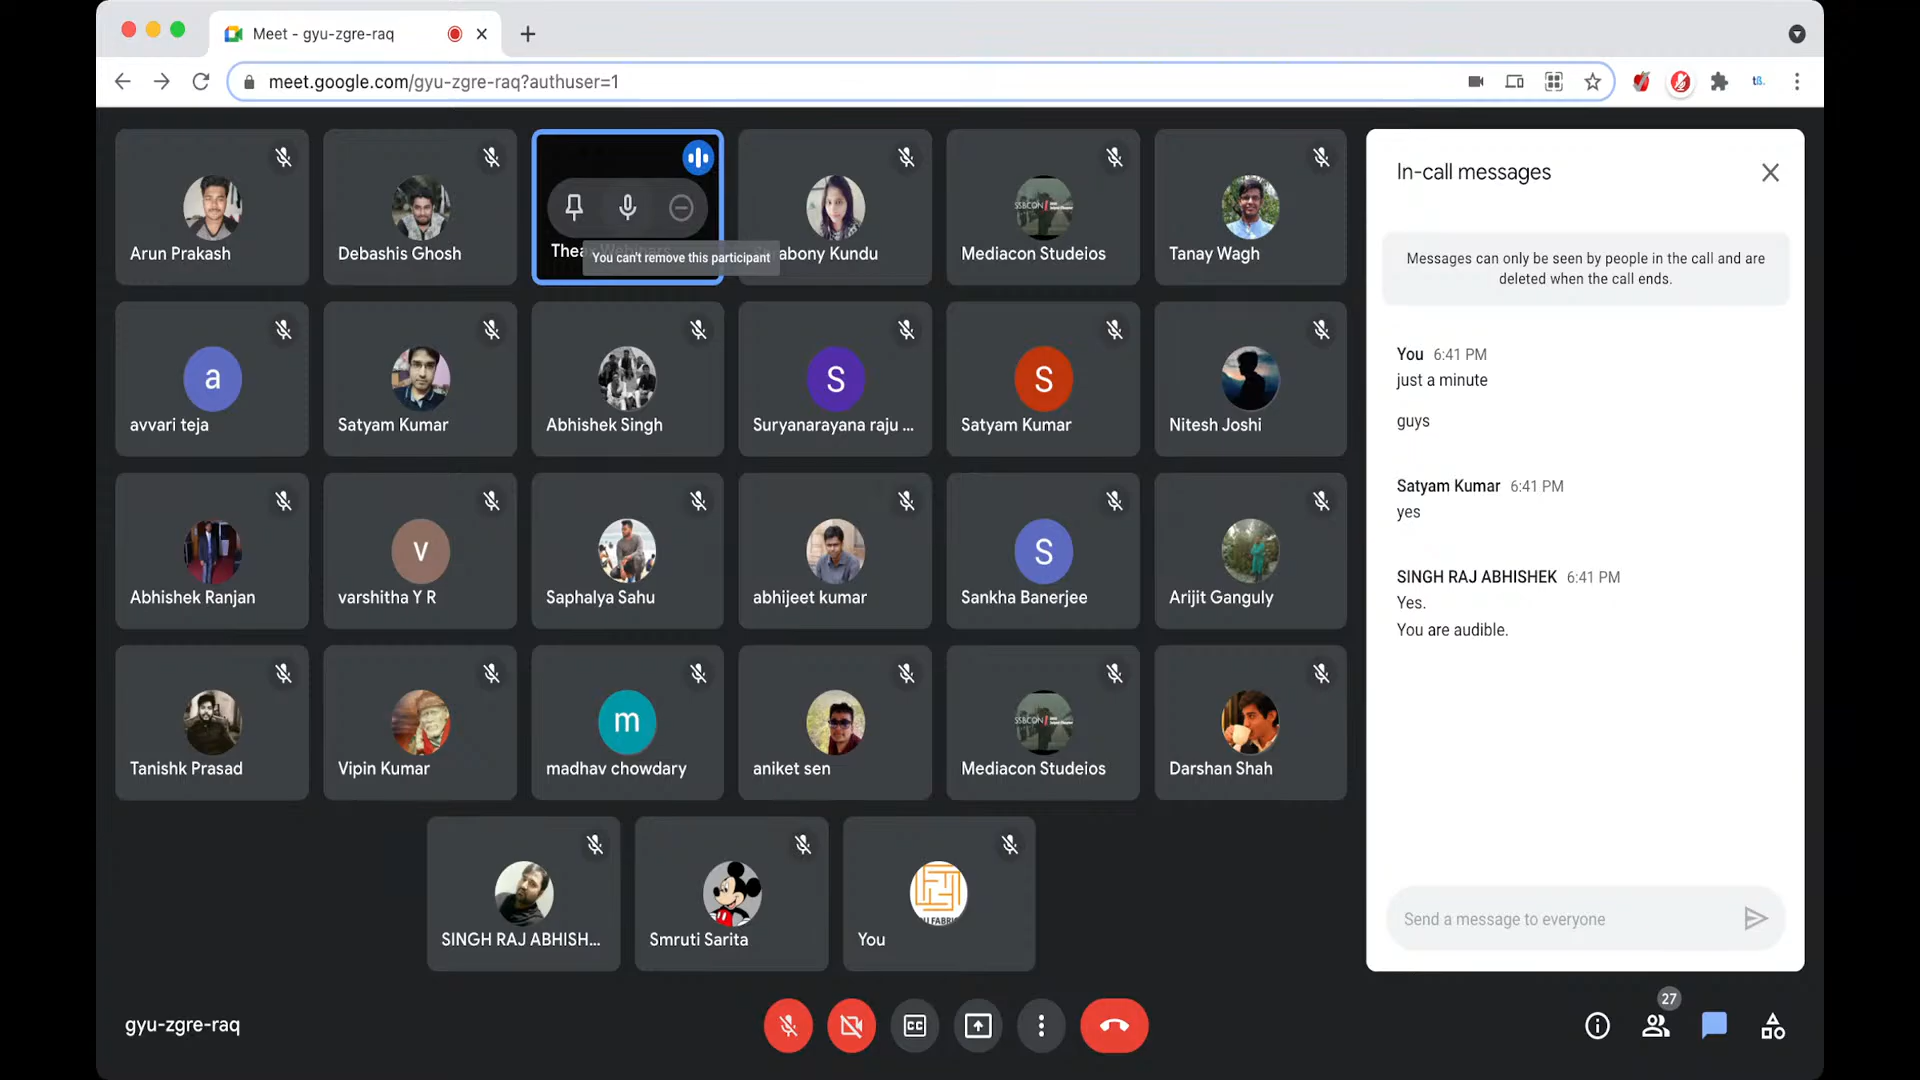 Meet - gyu-zgre-raq
meet.google.com/gyu-zgre-raq?authuser=1
tß.
Arun Prakash
Debashis Ghosh
You can't remove this participant
abony Kundu
SSBCON
Mediacon Studeios
Tanay Wagh
a
avvari teja
Satyam Kumar
Abhishek Singh
S
Suryanarayana raju ...
S
Satyam Kumar
Nitesh Joshi
Abhishek Ranjan
v
varshitha Y R
Saphalya Sahu
abhijeet kumar
S
Sankha Banerjee
Arijit Ganguly
Tanishk Prasad
Vipin Kumar
m
madhav chowdary
aniket sen
SSBCON
Mediacon Studeios
Darshan Shah
SINGH RAJ ABHISH...
Smruti Sarita
U FABRIC
You
In-call messages
Messages can only be seen by people in the call and are
deleted when the call ends.
You 6:41 PM
just a minute
guys
Satyam Kumar 6:41 PM
yes
SINGH RAJ ABHISHEK 6:41 PM
Yes.
You are audible.
Send a message to everyone
gyu-zgre-raq
CC
27